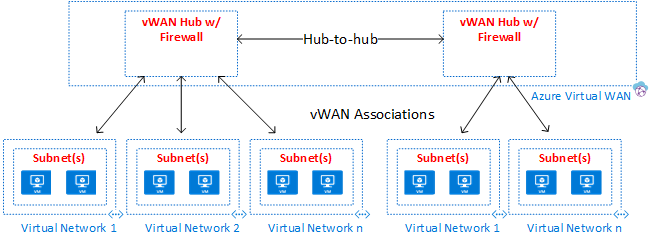 vWAN Hub w/
Firewall
Hub-to-hub
vWAN Hub w/
Firewall
Azure Virtual WAN
vWAN Associations
Subnet(s)
VM
VM
Virtual Network 1
Subnet(s)
VM
VM
Virtual Network 2
Subnet(s)
VM
VM
Virtual Network n
Subnet(s)
VM
VM
Virtual Network 1
Subnet(s)
VM
VM
Virtual Network n